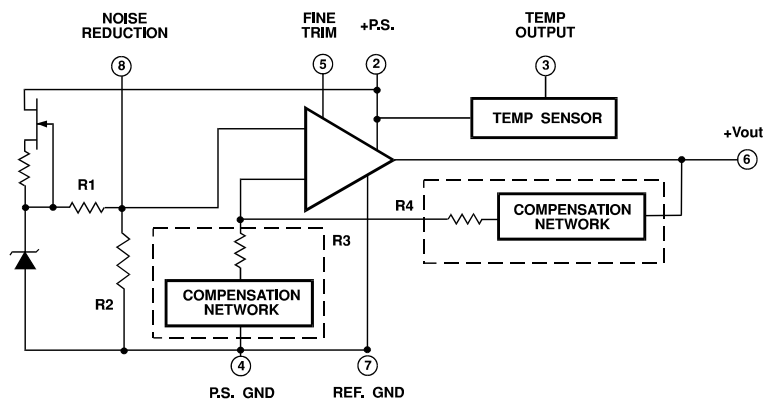 NOISE
REDUCTION
8
FINE
TRIM
5
+P.S.
2
TEMP
OUTPUT
3
TEMP SENSOR
+Vout
6
R1
R4
COMPENSATION
NETWORK
R3
R2
COMPENSATION
NETWORK
4
P.S. GND
7
REF. GND